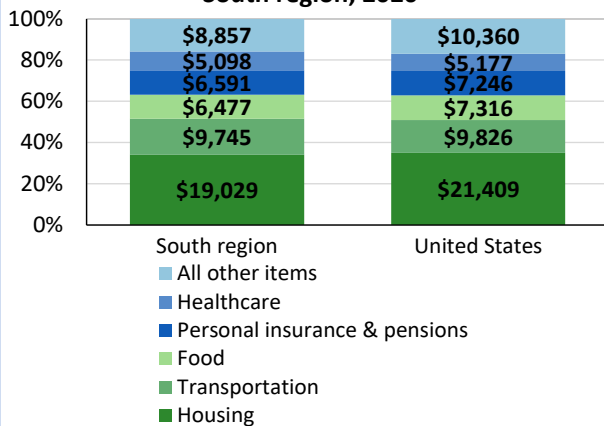 South region, 2020
100%
80%
60%
40%
20%
0%
$8,857
$5,098
$6,591
$6,477
$9,745
$19,029
$10,360
$5,177
$7,246
$7,316
$9,826
$21,409
South region
United States
All other items
Healthcare
Personal insurance & pensions
Food
Transportation
Housing